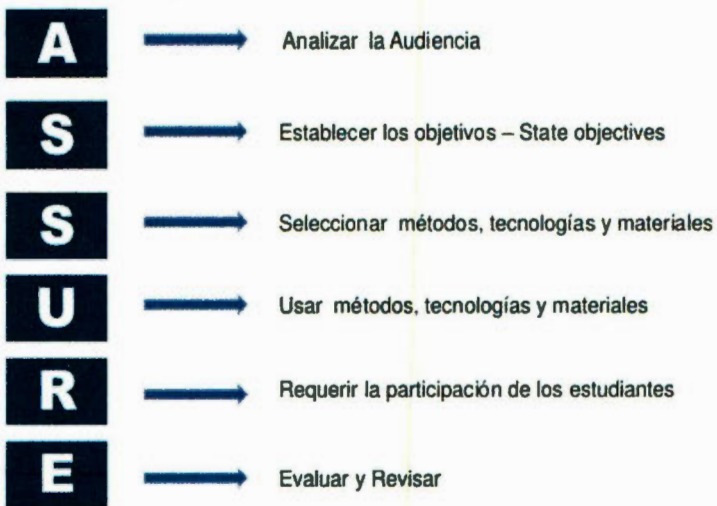 A Analizar la Audiencia
S Establecer los objetivos – State objectives
S Seleccionar métodos, tecnologías y materiales
U Usar métodos, tecnologías y materiales
R Requerir la participación de los estudiantes
E Evaluar y Revisar